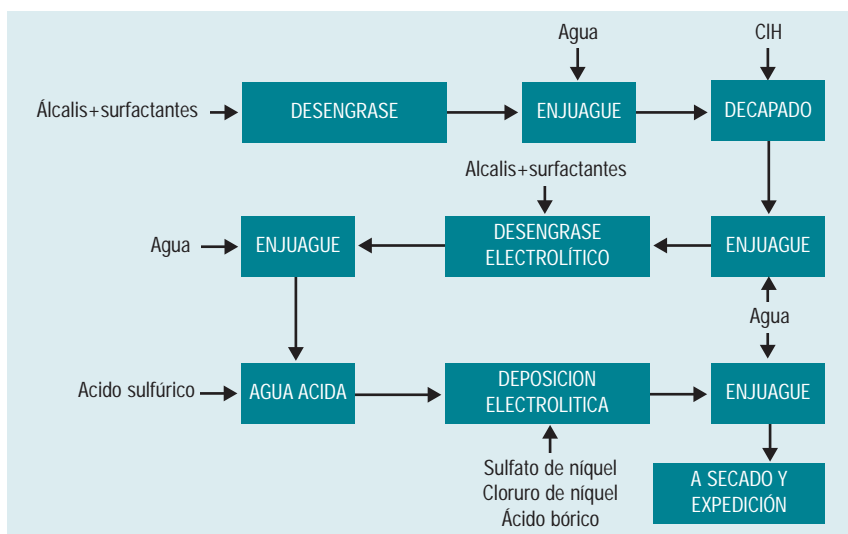 Agua
ClH
Álcalis+surfactantes
DESENGRASE
ENJUAGUE
DECAPADO
Alcalis+surfactantes
Agua
ENJUAGUE
DESENGRASE
ELECTROLÍTICO
ENJUAGUE
Agua
Acido sulfúrico
AGUA ACIDA
DEPOSICION
ELECTROLITICA
ENJUAGUE
Sulfato de níquel
Cloruro de níquel
Ácido bórico
A SECADO Y
EXPEDICIÓN